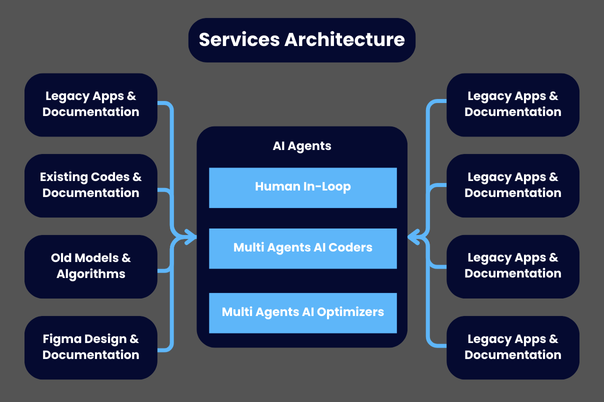 Services Architecture
Legacy Apps &
Documentation
Existing Codes &
Documentation
Old Models &
Algorithms
Figma Design &
Documentation
AI Agents
Human In-Loop
Multi Agents AI Coders
Multi Agents AI Optimizers
Legacy Apps &
Documentation
Legacy Apps &
Documentation
Legacy Apps &
Documentation
Legacy Apps &
Documentation